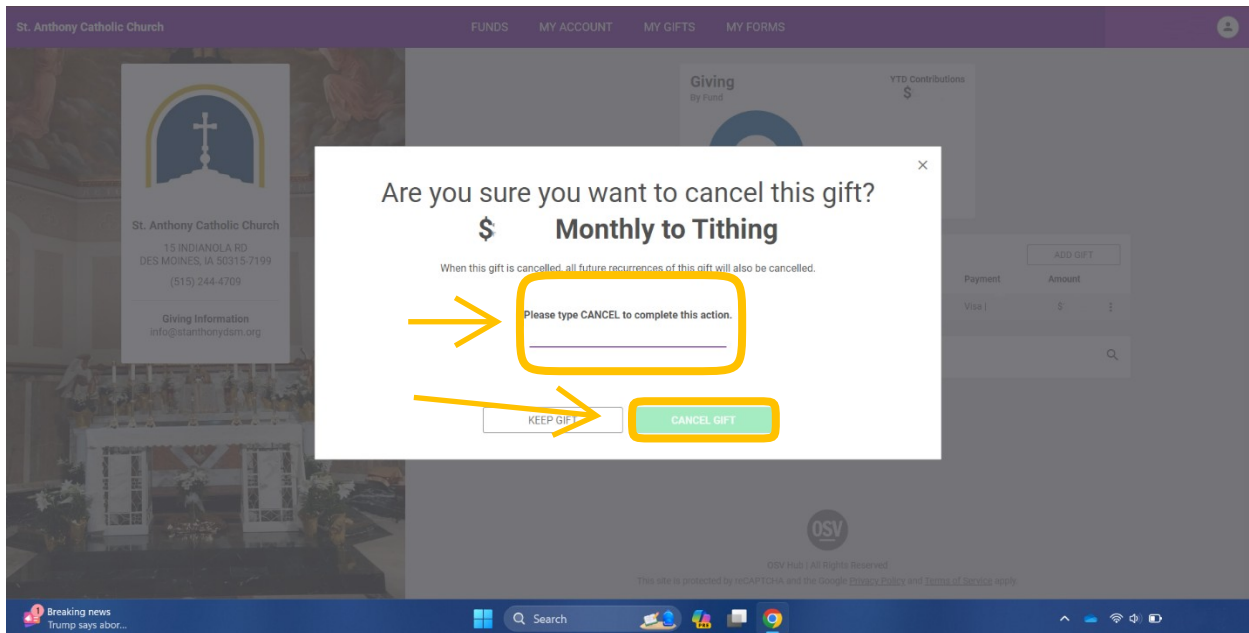 St. Anthony Catholic Church
FUNDS MY ACCOUNT MY GIFTS MY FORMS
St. Anthony Catholic Church
15 INDIANOLA RD
DES MOINES, IA 50315-7199
(515) 244-4709
Giving Information
info@stanthonydsm.org
Giving
By Fund
YTD Contributions
$
Are you sure you want to cancel this gift?
$ Monthly to Tithing
When this gift is cancelled, all future recurrences of this gift will also be cancelled.
Please type CANCEL to complete this action.
KEEP GIFT
CANCEL GIFT
ADD GIFT
Payment Amount
Visa $
OSV
OSV Hub | All Rights Reserved
This site is protected by reCAPTCHA and the Google Privacy Policy and Terms of Service apply.
1
Breaking news
Trump says abor...
Search